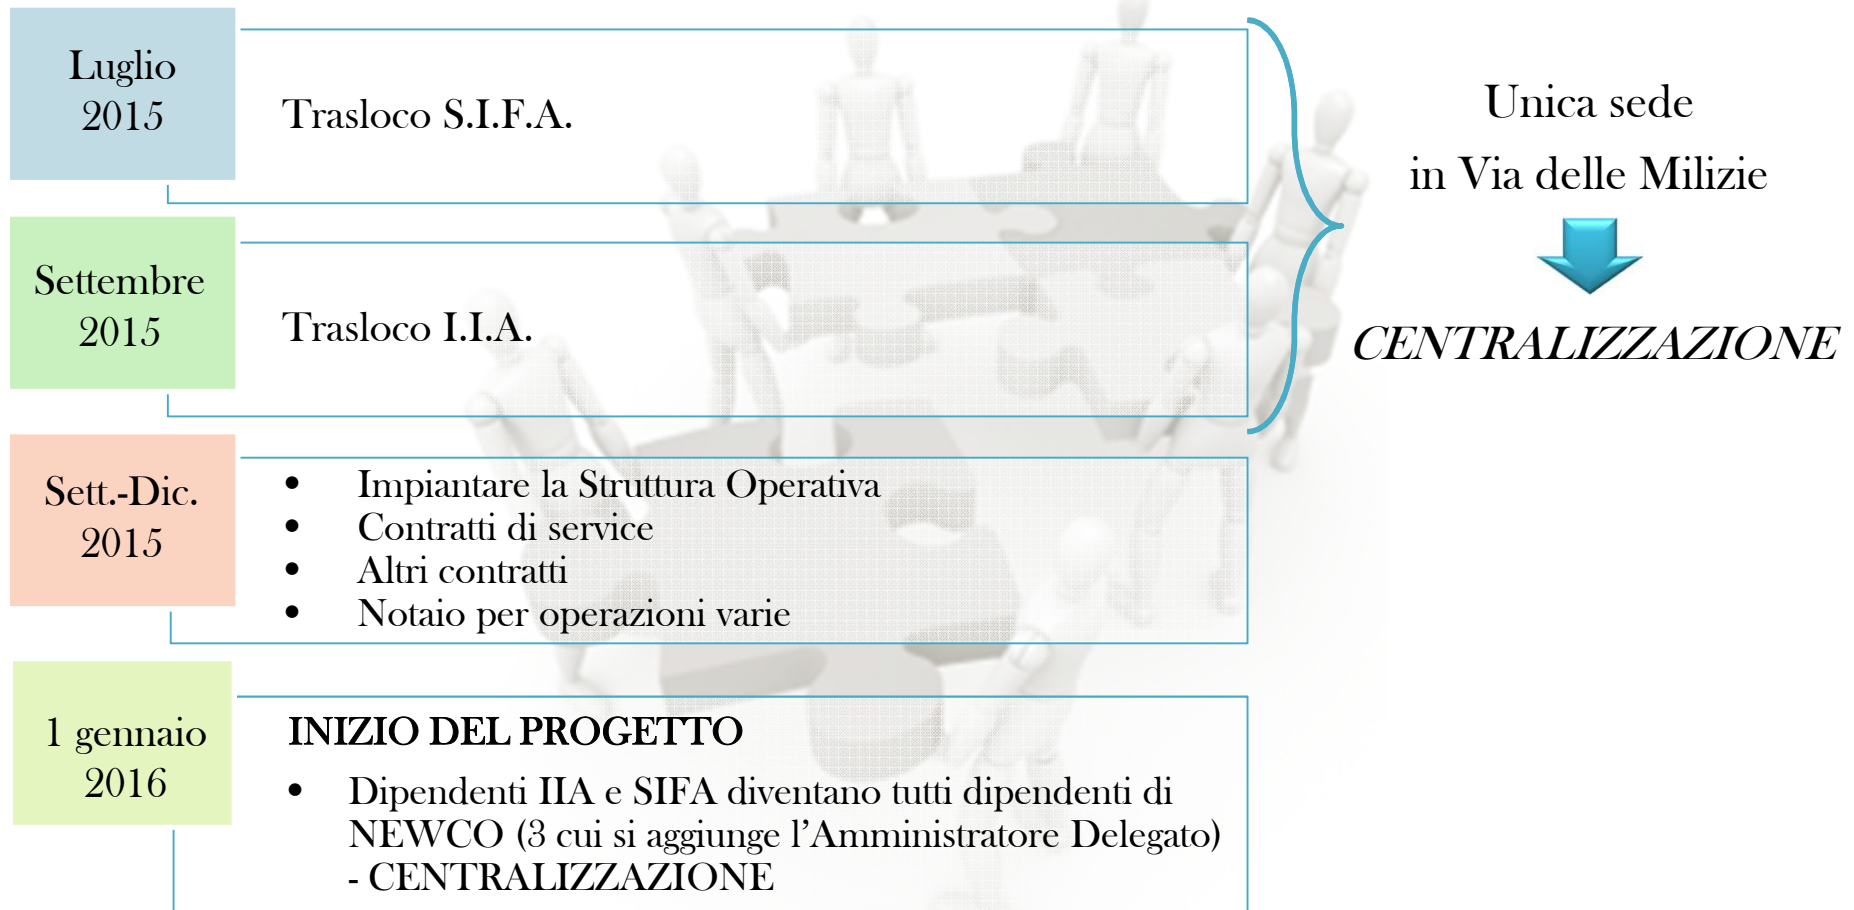 Luglio
2015
Trasloco S.I.F.A.
Settembre
2015
Trasloco I.I.A.
Unica sede
in Via delle Milizie
CENTRALIZZAZIONE
Sett.-Dic.
2015
• Impiantare la Struttura Operativa
• Contratti di service
• Altri contratti
• Notaio per operazioni varie
1 gennaio
2016
INIZIO DEL PROGETTO
• Dipendenti IIA e SIFA diventano tutti dipendenti di
NEWCO (3 cui si aggiunge l’Amministratore Delegato)
- CENTRALIZZAZIONE